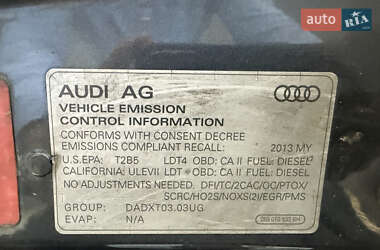 auto RIA.com
AUDI AG
VEHICLE EMISSION
CONTROL INFORMATION
CONFORMS WITH CONSENT DECREE
EMISSIONS COMPLIANT RECALL: 2013 MY
U.S.EPA: T2B5 LDT4 OBD: CA II FUEL: DIESEL
CALIFORNIA: ULEVII LDT4 OBD: CA II FUEL: DIESEL
NO ADJUSTMENTS NEEDED. DFI/TC/2CAC/OC/PTOX/
SCRC/HO2S/NOXS(2)/EGR/PMS
GROUP: DADXT03.03UG
EVAP: N/A